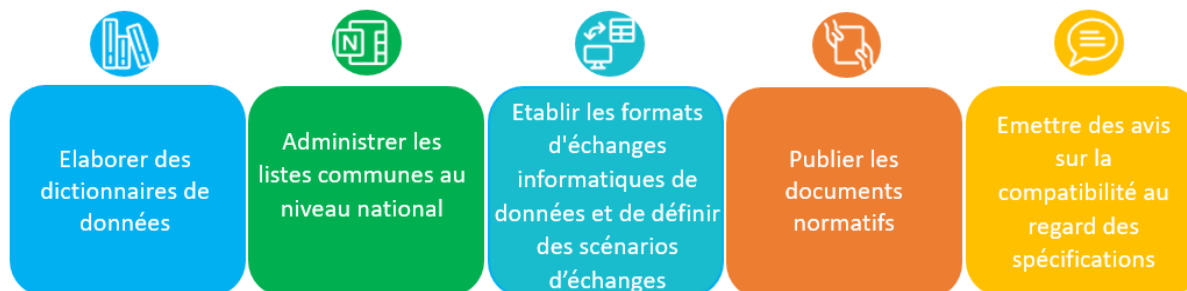 N
Elaborer des
dictionnaires de
données
Administrer les
listes communes au
niveau national
Etablir les formats
d'échanges
informatiques de
données et de définir
des scénarios
d’échanges
Publier les
documents
normatifs
Emettre des avis
sur la
compatibilité au
regard des
spécifications